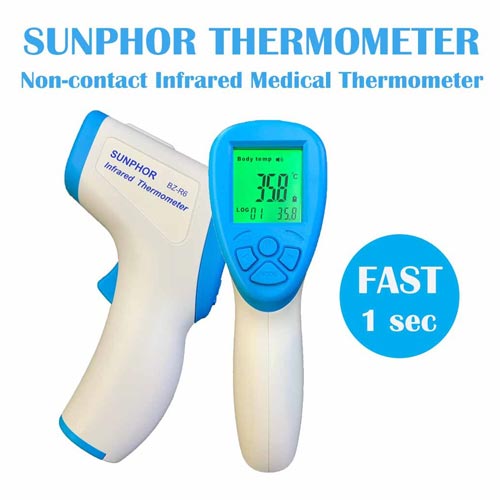 SUNPHOR THERMOMETER
Non-contact Infrared Medical Thermometer
SUNPHOR
Infrared Thermometer
BZ-R6
Body temp
35.8 °C
LOG 01 35.8
FAST
1 sec